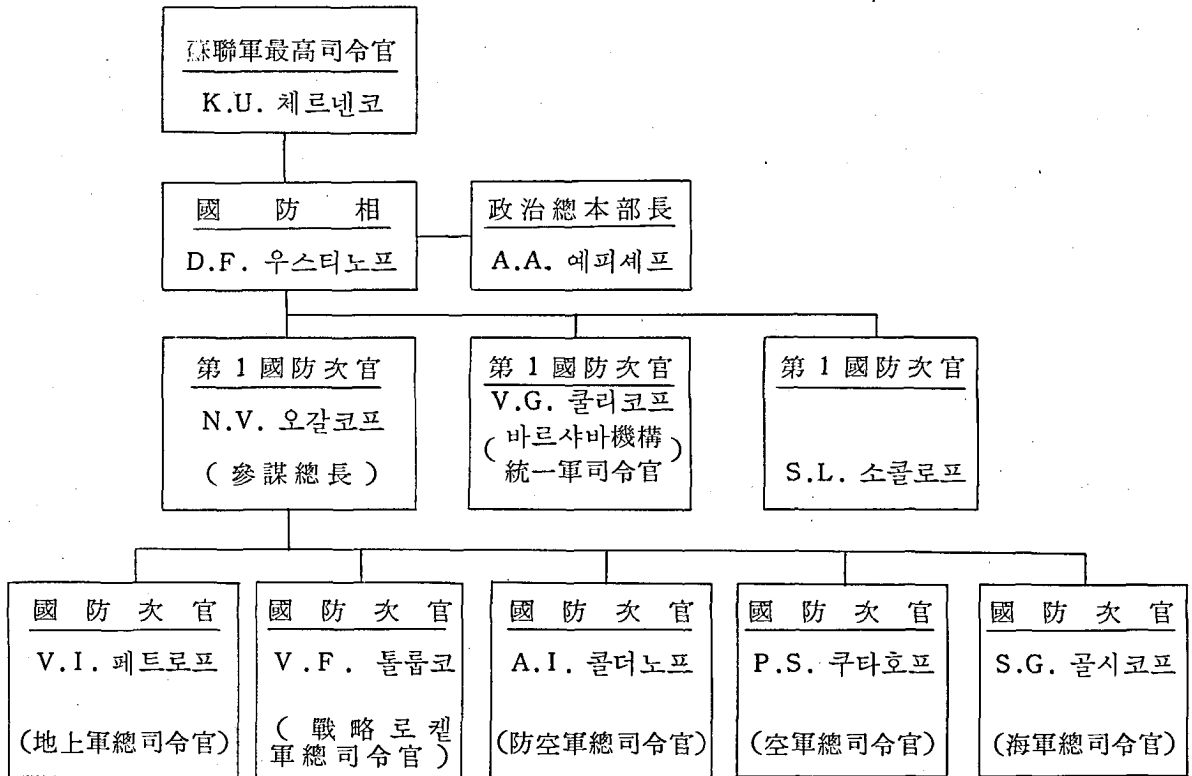 蘇聯軍最高司令官
K.U. 체르넨코
國防相
D.F. 우스티노프
政治總本部長
A.A. 예피세프
第1國防次官
N.V. 오갈코프
(參謀總長)
第1國防次官
V.G. 쿨리코프
(바르샤바機構
統一軍司令官)
第1國防次官
S.L. 소콜로프
國防次官
V.I. 페트로프
(地上軍總司令官)
國防次官
V.F. 톨룹코
(戰略로켙
軍總司令官)
國防次官
A.I. 콜더노프
(防空軍總司令官)
國防次官
P.S. 쿠타호프
(空軍總司令官)
國防次官
S.G. 골시코프
(海軍總司令官)